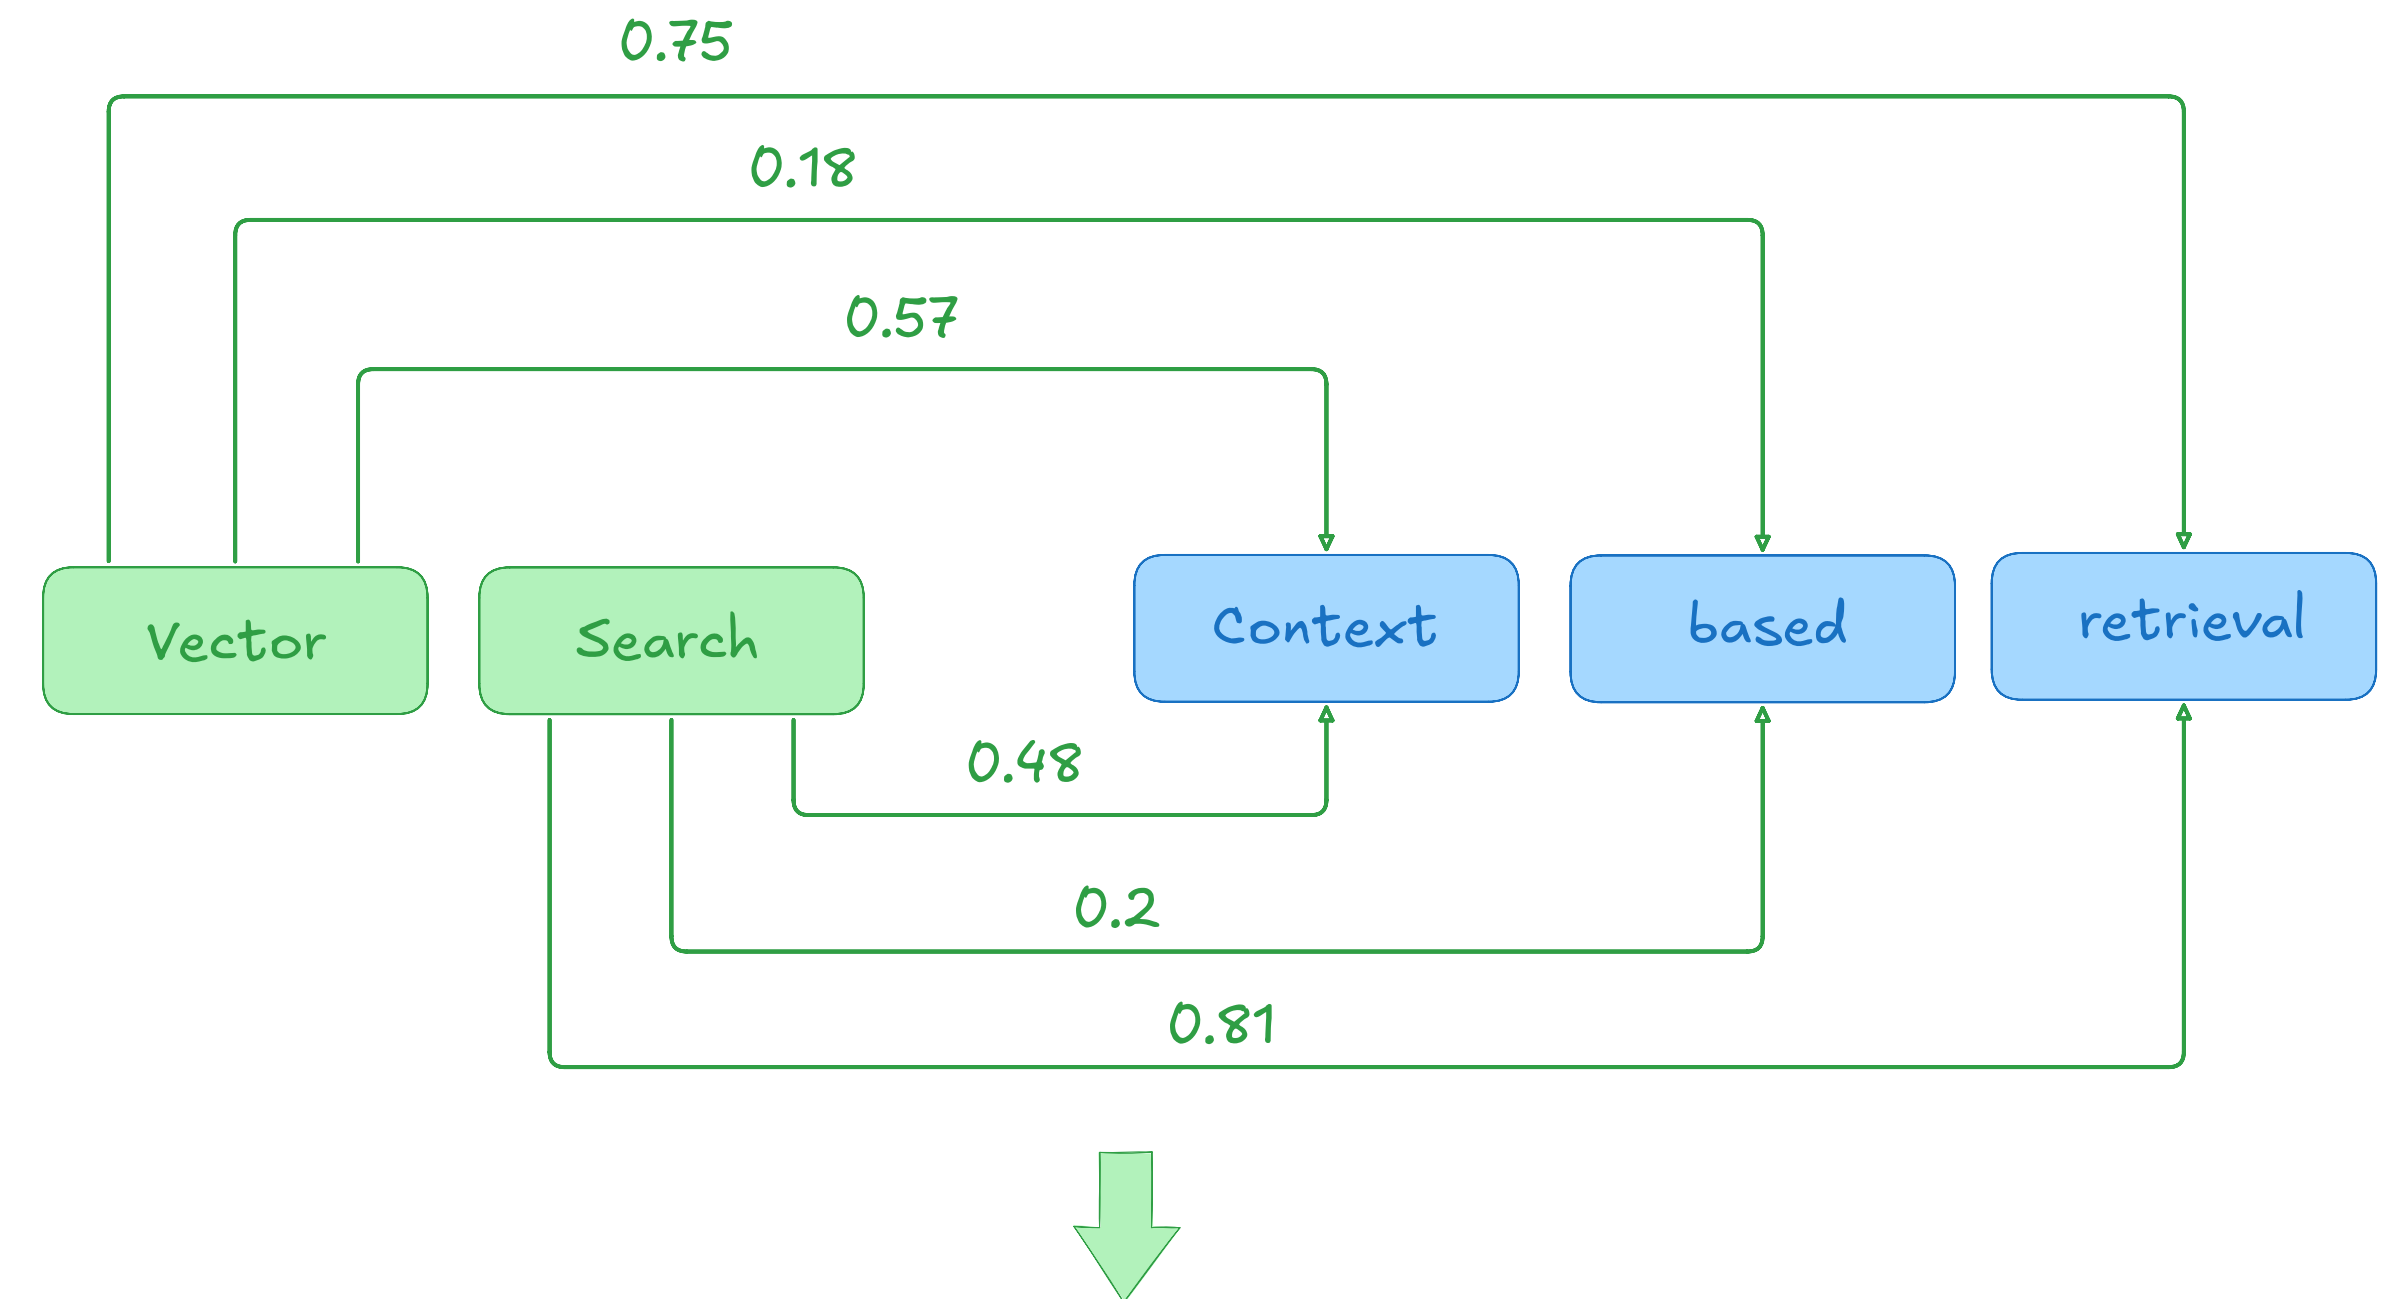 0.75
0.18
0.57
Vector
Search
Context
based
retrieval
0.48
0.2
0.81